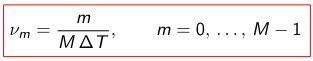 ν_m = m / (M ΔT), m = 0, …, M − 1